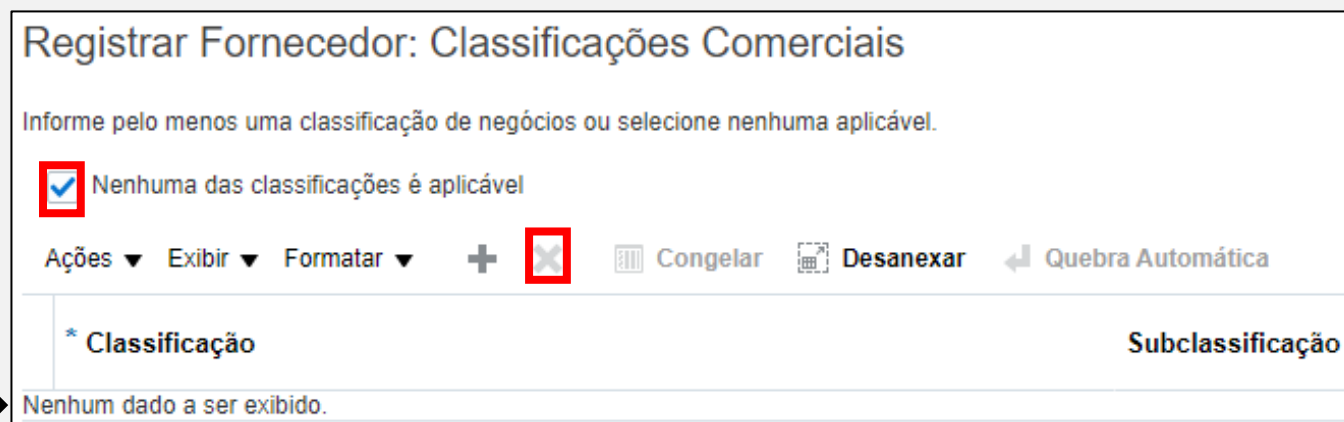 Registrar Fornecedor: Classificações Comerciais
Informe pelo menos uma classificação de negócios ou selecione nenhuma aplicável.
Nenhuma das classificações é aplicável
Ações Exibir Formatar Congelar Desanexar Quebra Automática
* Classificação Subclassificação
Nenhum dado a ser exibido.